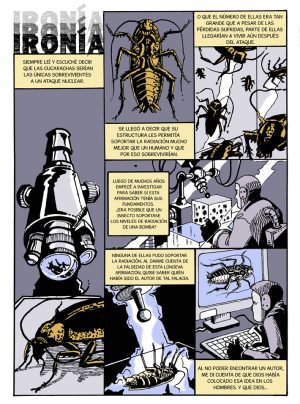 IRONÍA
IRONÍA
SIEMPRE LEÍ Y ESCUCHÉ DECIR
QUE LAS CUCARACHAS SERÍAN
LAS ÚNICAS SOBREVIVIENTES
A UN ATAQUE NUCLEAR.
SE LLEGÓ A DECIR QUE SU
ESTRUCTURA LES PERMITÍA
SOPORTAR LA RADIACIÓN MUCHO
MEJOR QUE UN HUMANO Y QUE
POR ESO SOBREVIVIRÍAN.
O QUE EL NÚMERO DE ELLAS ERA TAN
GRANDE QUE A PESAR DE LAS
PÉRDIDAS SUFRIDAS, PARTE DE ELLAS
LLEGARÍAN A VIVIR AÚN DESPUÉS
DEL ATAQUE.
LUEGO DE MUCHOS AÑOS
EMPECÉ A INVESTIGAR
PARA SABER SI ESTA
AFIRMACIÓN TENÍA SUS
FUNDAMENTOS.
¿ERA POSIBLE QUE UN
INSECTO SOPORTASE
LOS NIVELES DE RADIACIÓN
DE UNA BOMBA?
NINGUNA DE ELLAS PUDO SOPORTAR
LA RADIACIÓN. AL DARME CUENTA DE
LA FALSEDAD DE ESTA LONGEVA
AFIRMACIÓN, QUISE SABER QUIÉN
HABÍA SIDO EL AUTOR DE TAL FALACIA.
AL NO PODER ENCONTRAR UN AUTOR,
ME DI CUENTA DE QUE DIOS HABÍA
COLOCADO ESA IDEA EN LOS
HOMBRES. Y QUE DIOS...